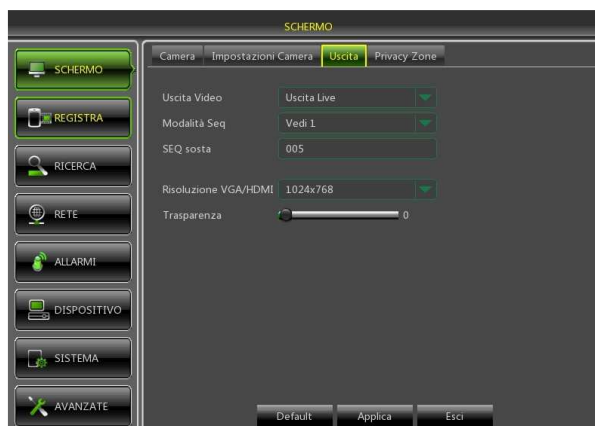 SCHERMO
Camera Impostazioni Camera Uscita Privacy Zone
SCHERMO
REGISTRA
RICERCA
RETE
ALLARMI
DISPOSITIVO
SISTEMA
AVANZATE
Uscita Video Uscita Live
Modalità Seq Vedi 1
SEQ sosta 005
Risoluzione VGA/HDMI 1024x768
Trasparenza 0
Default Applica Esci